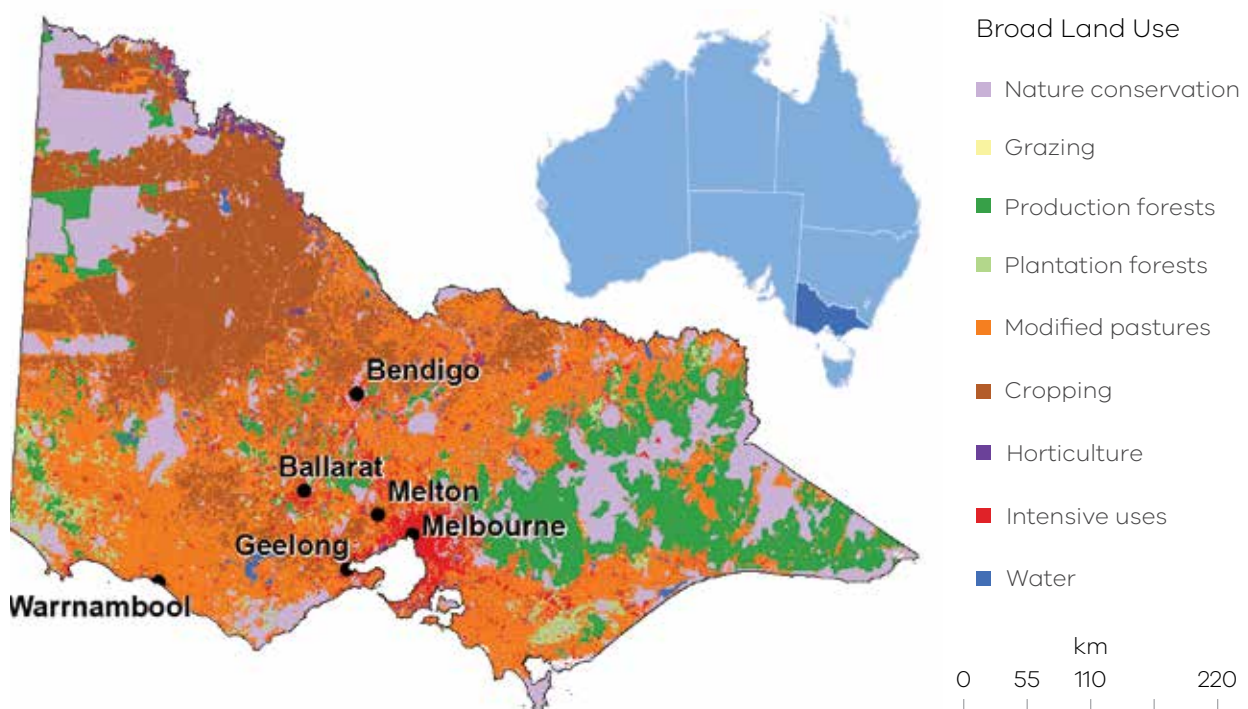 Bendigo
Ballarat
Melton
Melbourne
Geelong
Warrnambool
Broad Land Use
Nature conservation
Grazing
Production forests
Plantation forests
Modified pastures
Cropping
Horticulture
Intensive uses
Water
km
0 55 110 220